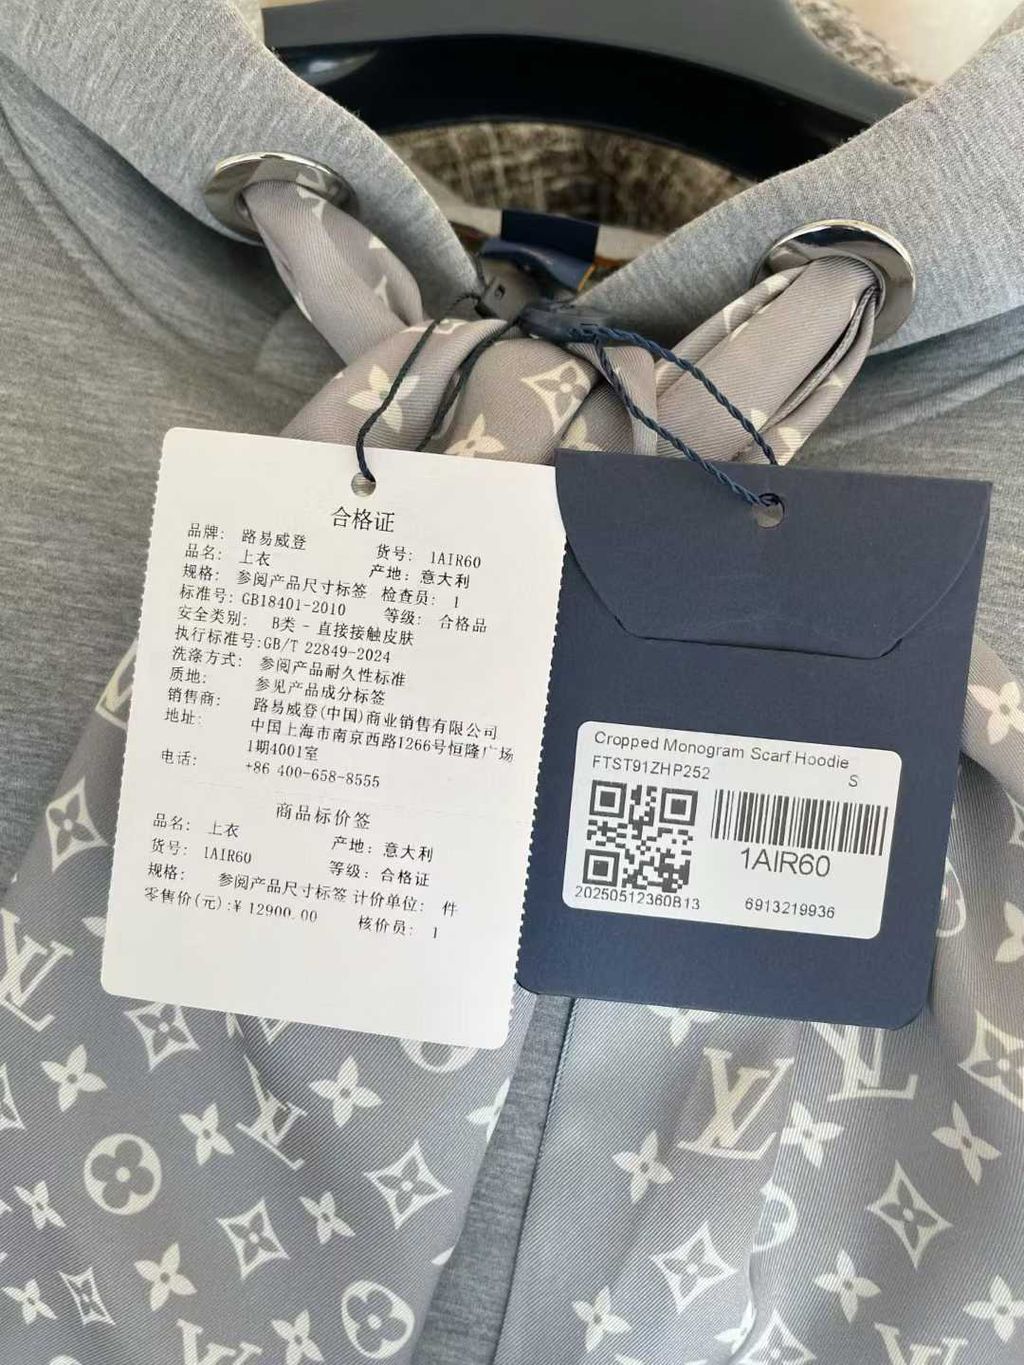 合格证
品牌: 路易威登 货号: 1AIR60
品名: 上衣 产地: 意大利
规格: 参阅产品尺寸标签 检查员: 1
标准号: GB18401-2010 等级: 合格品
安全类别: B类 - 直接接触皮肤
执行标准号:GB/T 22849-2024
洗涤方式: 参阅产品耐久性标准
质地: 参见产品成分标签
销售商: 路易威登(中国)商业销售有限公司
地址: 中国上海市南京西路1266号恒隆广场
1期4001室
电话: +86 400-658-8555
商品标价签
品名: 上衣 产地: 意大利
货号: 1AIR60 等级: 合格证
规格: 参阅产品尺寸标签 计价单位: 件
零售价(元):¥ 12900.00 核价员: 1
Cropped Monogram Scarf Hoodie
FTST91ZHP252 S
1AIR60
20250512360B13 6913219936
LV
LV
LV
LV
LV
LV